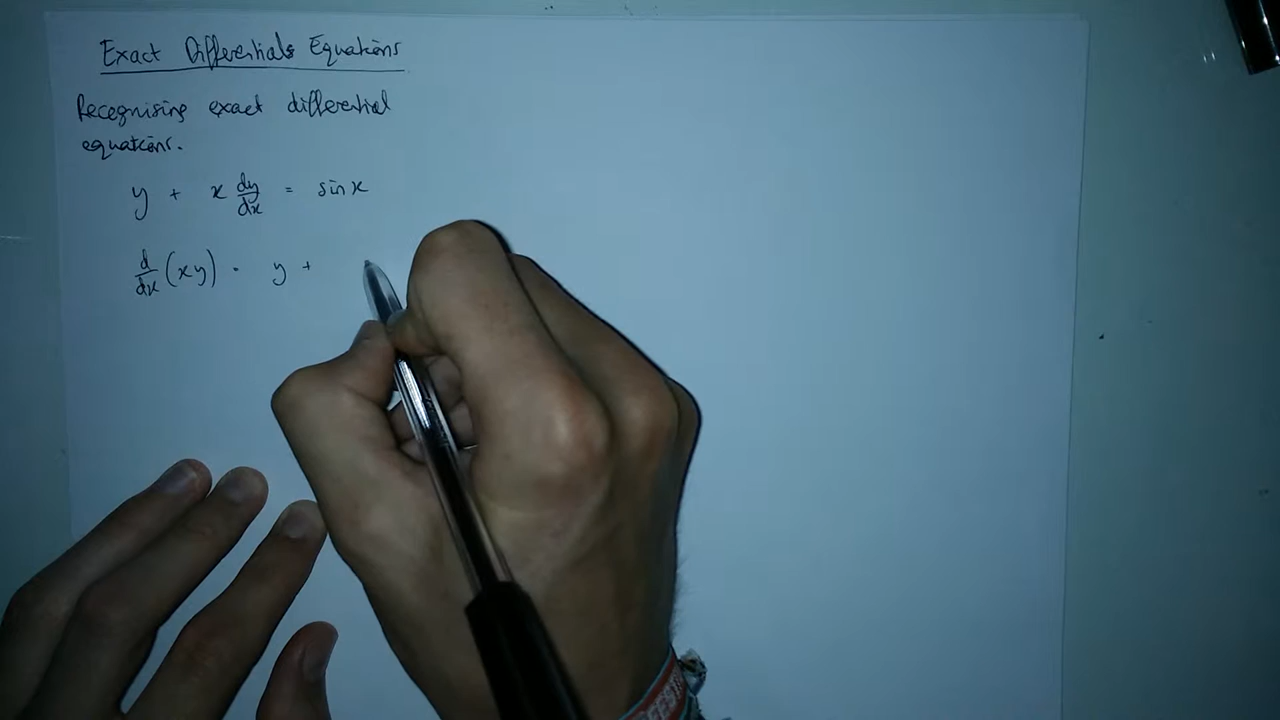 Exact Differentials Equations
Recognising exact differential
equations.
y + x dy/dx = sin x
d/dx (xy) = y +